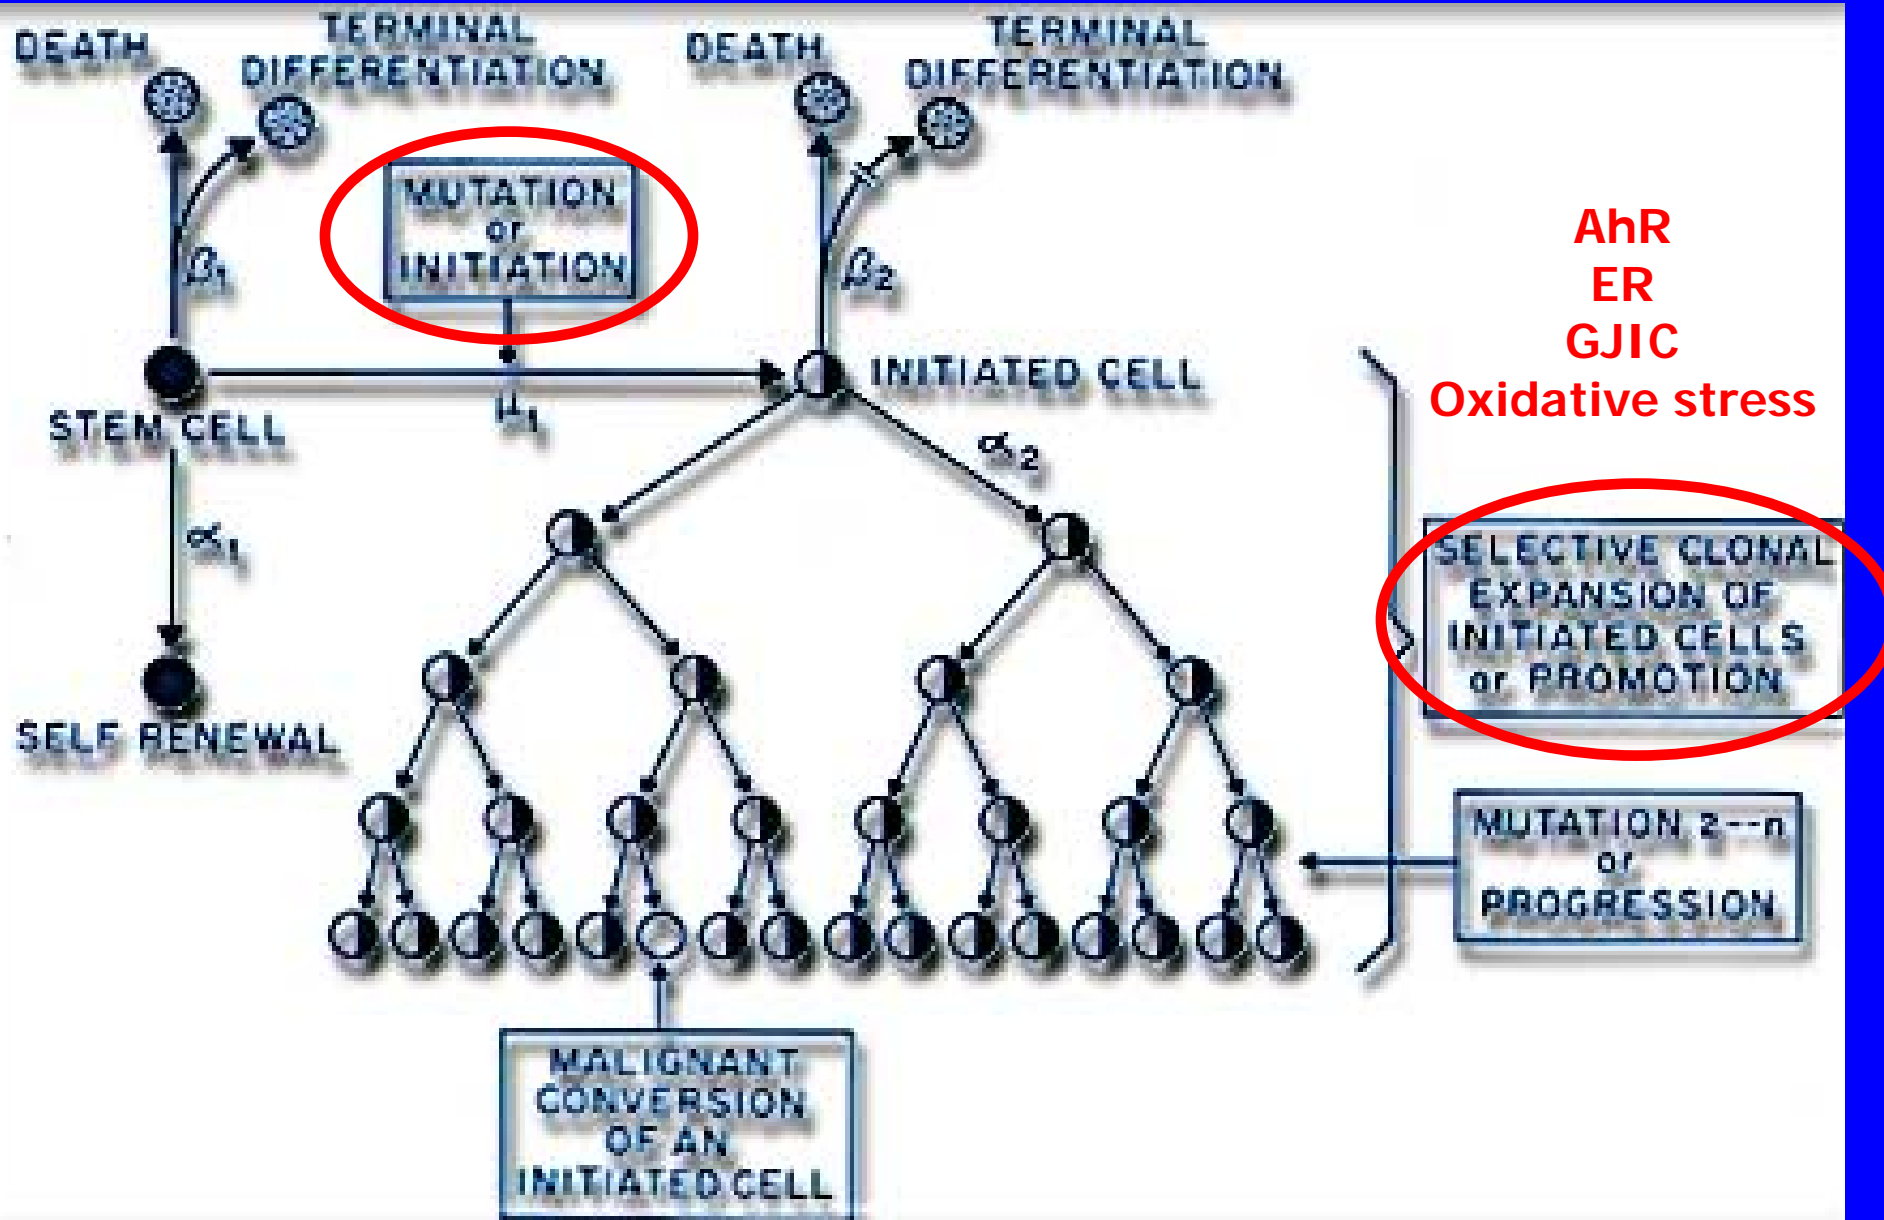 DEATH
TERMINAL
DIFFERENTIATION
DEATH
TERMINAL
DIFFERENTIATION
MUTATION
or
INITIATION
β1
β2
AhR
ER
GJIC
Oxidative stress
INITIATED CELL
μ1
STEM CELL
α2
α1
SELECTIVE CLONAL
EXPANSION OF
INITIATED CELLS
or PROMOTION
SELF RENEWAL
MUTATION 2--n
or
PROGRESSION
MALIGNANT
CONVERSION
OF AN
INITIATED CELL